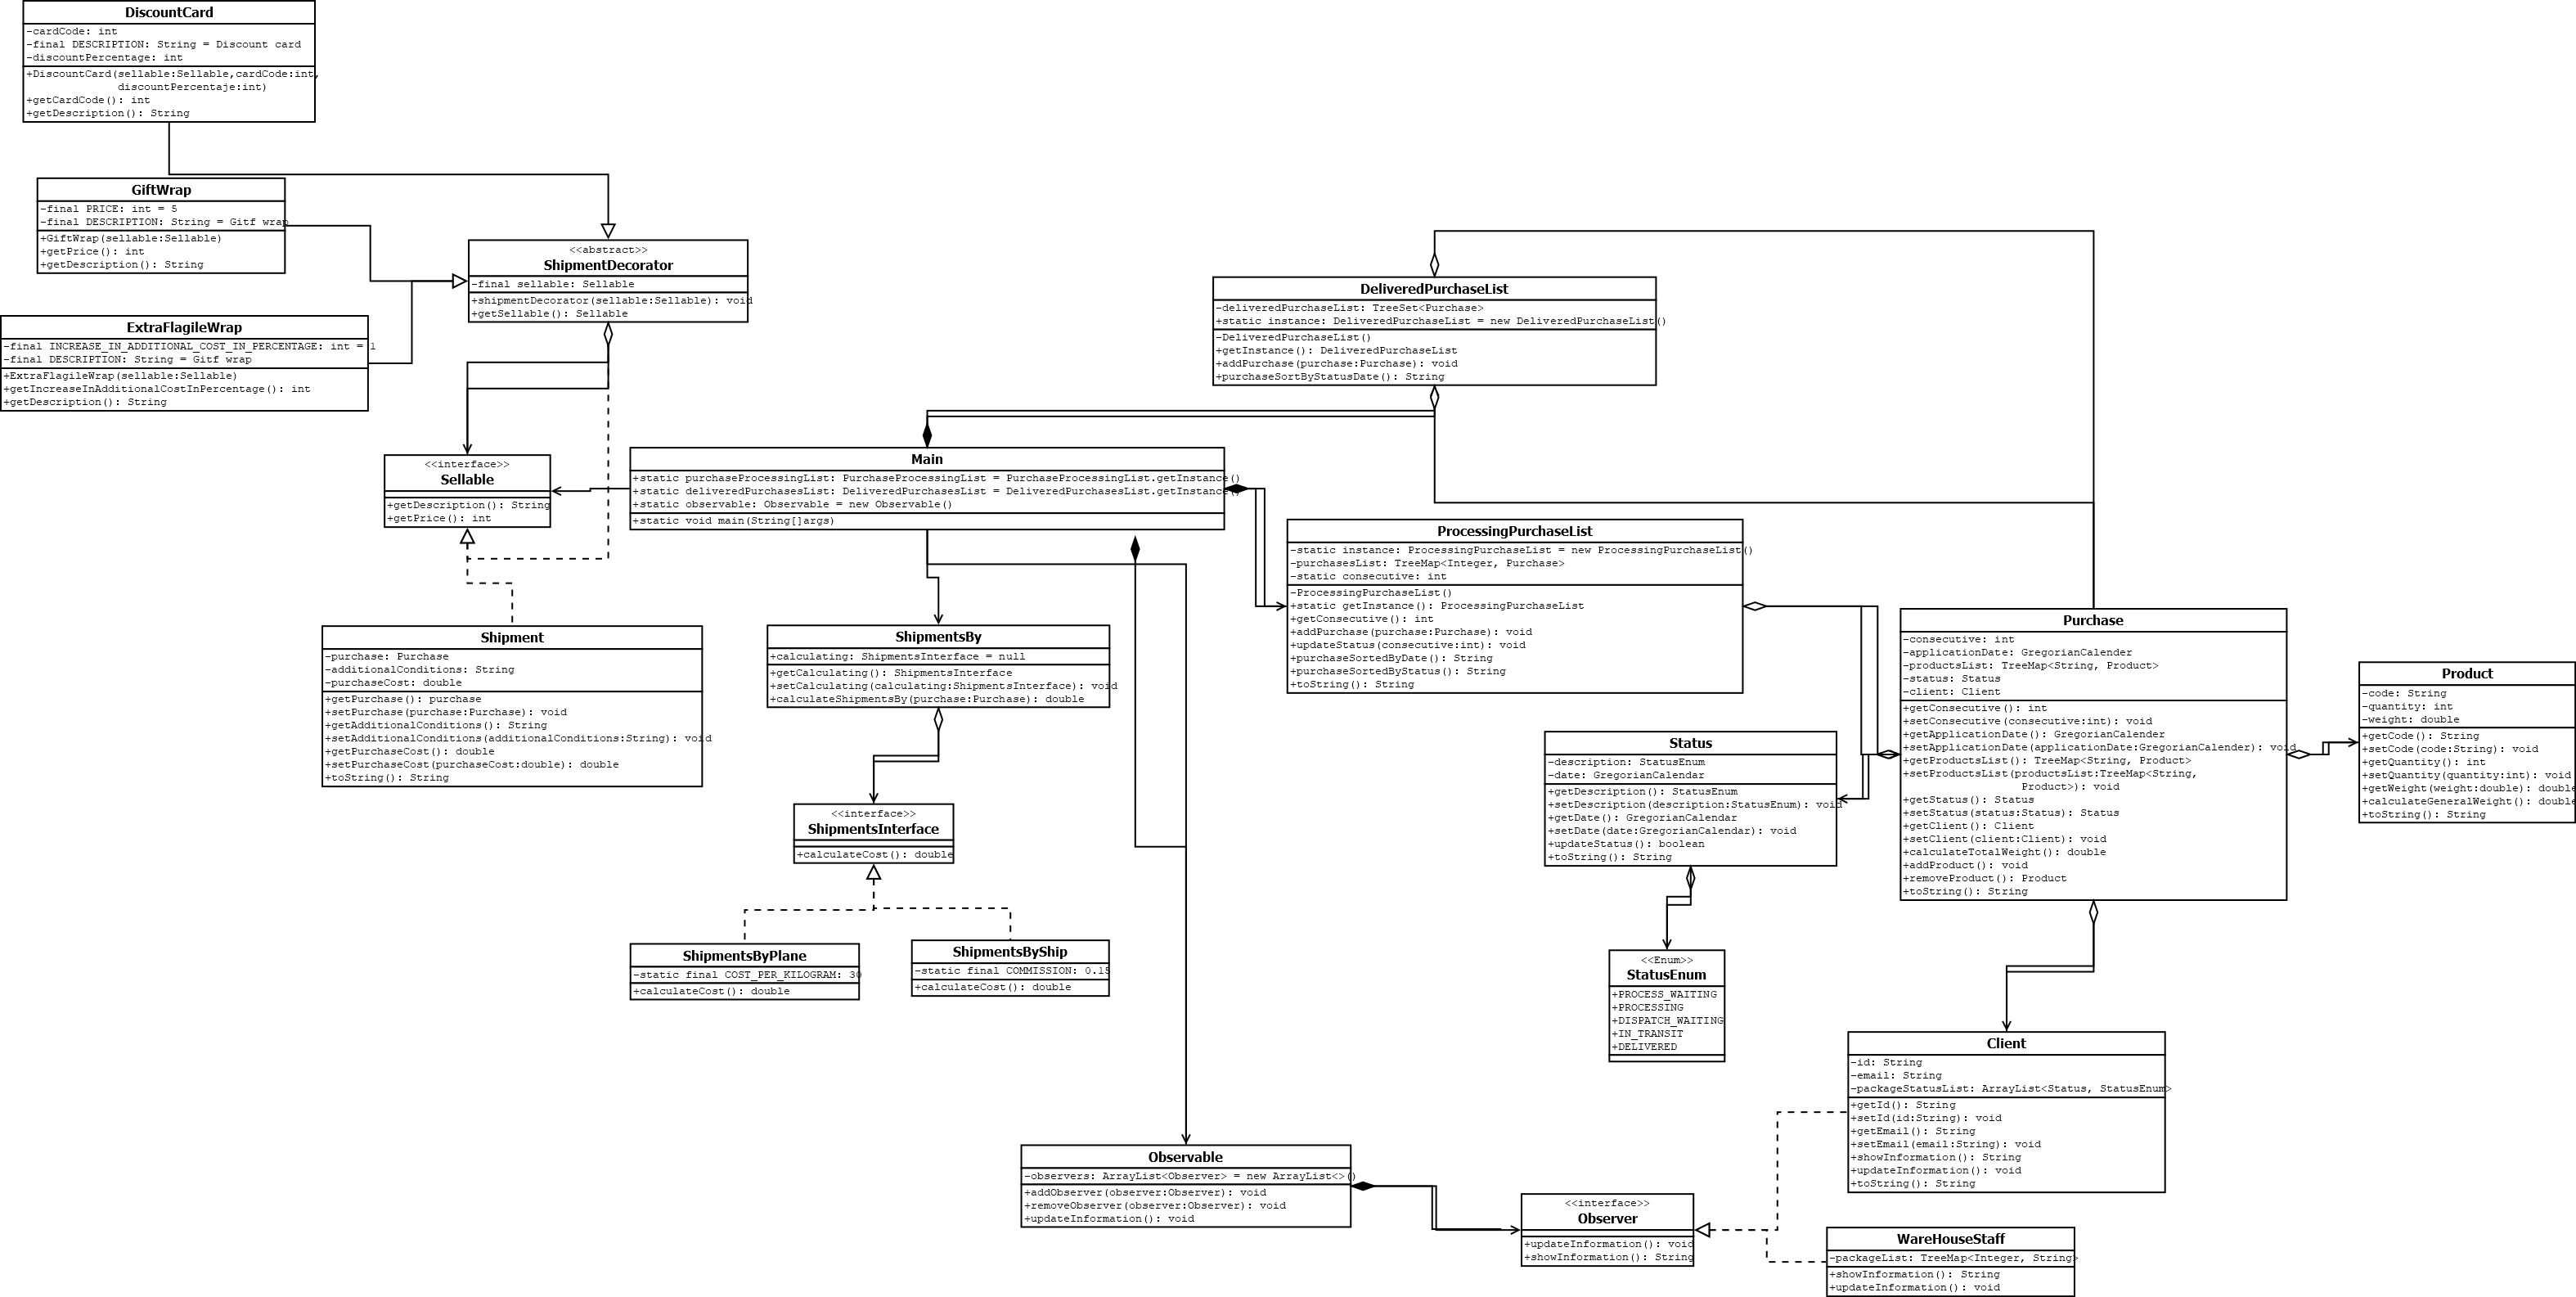 DiscountCard
-cardCode: int
-final DESCRIPTION: String = Discount card
-discountPercentage: int
+DiscountCard(sellable:Sellable,cardCode:int,
discountPercentaje:int)
+getCardCode(): int
+getDescription(): String
GiftWrap
-final PRICE: int = 5
-final DESCRIPTION: String = Gitf wrap
+GiftWrap(sellable:Sellable)
+getPrice(): int
+getDescription(): String
ExtraFlagileWrap
-final INCREASE_IN_ADDITIONAL_COST_IN_PERCENTAGE: int = 1
-final DESCRIPTION: String = Gitf wrap
+ExtraFlagileWrap(sellable:Sellable)
+getIncreaseInAdditionalCostInPercentage(): int
+getDescription(): String
<<abstract>>
ShipmentDecorator
-final sellable: Sellable
+shipmentDecorator(sellable:Sellable): void
+getSellable(): Sellable
<<interface>>
Sellable
+getDescription(): String
+getPrice(): int
Main
+static purchaseProcessingList: PurchaseProcessingList = PurchaseProcessingList.getInstance()
+static deliveredPurchasesList: DeliveredPurchasesList = DeliveredPurchasesList.getInstance()
+static observable: Observable = new Observable()
+static void main(String[]args)
DeliveredPurchaseList
-deliveredPurchaseList: TreeSet<Purchase>
+static instance: DeliveredPurchaseList = new DeliveredPurchaseList()
-DeliveredPurchaseList()
+getInstance(): DeliveredPurchaseList
+addPurchase(purchase:Purchase): void
+purchaseSortByStatusDate(): String
ProcessingPurchaseList
-static instance: ProcessingPurchaseList = new ProcessingPurchaseList()
-purchasesList: TreeMap<Integer, Purchase>
-static consecutive: int
-ProcessingPurchaseList()
+static getInstance(): ProcessingPurchaseList
+getConsecutive(): int
+addPurchase(purchase:Purchase): void
+updateStatus(consecutive:int): void
+purchaseSortedByDate(): String
+purchaseSortedByStatus(): String
+toString(): String
Shipment
-purchase: Purchase
-additionalConditions: String
-purchaseCost: double
+getPurchase(): purchase
+setPurchase(purchase:Purchase): void
+getAdditionalConditions(): String
+setAdditionalConditions(additionalConditions:String): void
+getPurchaseCost(): double
+setPurchaseCost(purchaseCost:double): double
+toString(): String
ShipmentsBy
+calculating: ShipmentsInterface = null
+getCalculating(): ShipmentsInterface
+setCalculating(calculating:ShipmentsInterface): void
+calculateShipmentsBy(purchase:Purchase): double
<<interface>>
ShipmentsInterface
+calculateCost(): double
ShipmentsByPlane
-static final COST_PER_KILOGRAM: 30
+calculateCost(): double
ShipmentsByShip
-static final COMMISSION: 0.15
+calculateCost(): double
Purchase
-consecutive: int
-applicationDate: GregorianCalender
-productsList: TreeMap<String, Product>
-status: Status
-client: Client
+getConsecutive(): int
+setConsecutive(consecutive:int): void
+getApplicationDate(): GregorianCalender
+setApplicationDate(applicationDate:GregorianCalender): void
+getProductsList(): TreeMap<String, Product>
+setProductsList(productsList:TreeMap<String,
Product>): void
+getStatus(): Status
+setStatus(status:Status): Status
+getClient(): Client
+setClient(client:Client): void
+calculateTotalWeight(): double
+addProduct(): void
+removeProduct(): Product
+toString(): String
Product
-code: String
-quantity: int
-weight: double
+getCode(): String
+setCode(code:String): void
+getQuantity(): int
+setQuantity(quantity:int): void
+getWeight(weight:double): double
+calculateGeneralWeight(): double
+toString(): String
Status
-description: StatusEnum
-date: GregorianCalendar
+getDescription(): StatusEnum
+setDescription(description:StatusEnum): void
+getDate(): GregorianCalendar
+setDate(date:GregorianCalendar): void
+updateStatus(): boolean
+toString(): String
<<Enum>>
StatusEnum
+PROCESS_WAITING
+PROCESSING
+DISPATCH_WAITING
+IN_TRANSIT
+DELIVERED
Client
-id: String
-email: String
-packageStatusList: ArrayList<Status, StatusEnum>
+getId(): String
+setId(id:String): void
+getEmail(): String
+setEmail(email:String): void
+showInformation(): String
+updateInformation(): void
+toString(): String
Observable
-observers: ArrayList<Observer> = new ArrayList<>()
+addObserver(observer:Observer): void
+removeObserver(observer:Observer): void
+updateInformation(): void
<<interface>>
Observer
+updateInformation(): void
+showInformation(): String
WareHouseStaff
-packageList: TreeMap<Integer, String>
+showInformation(): String
+updateInformation(): void